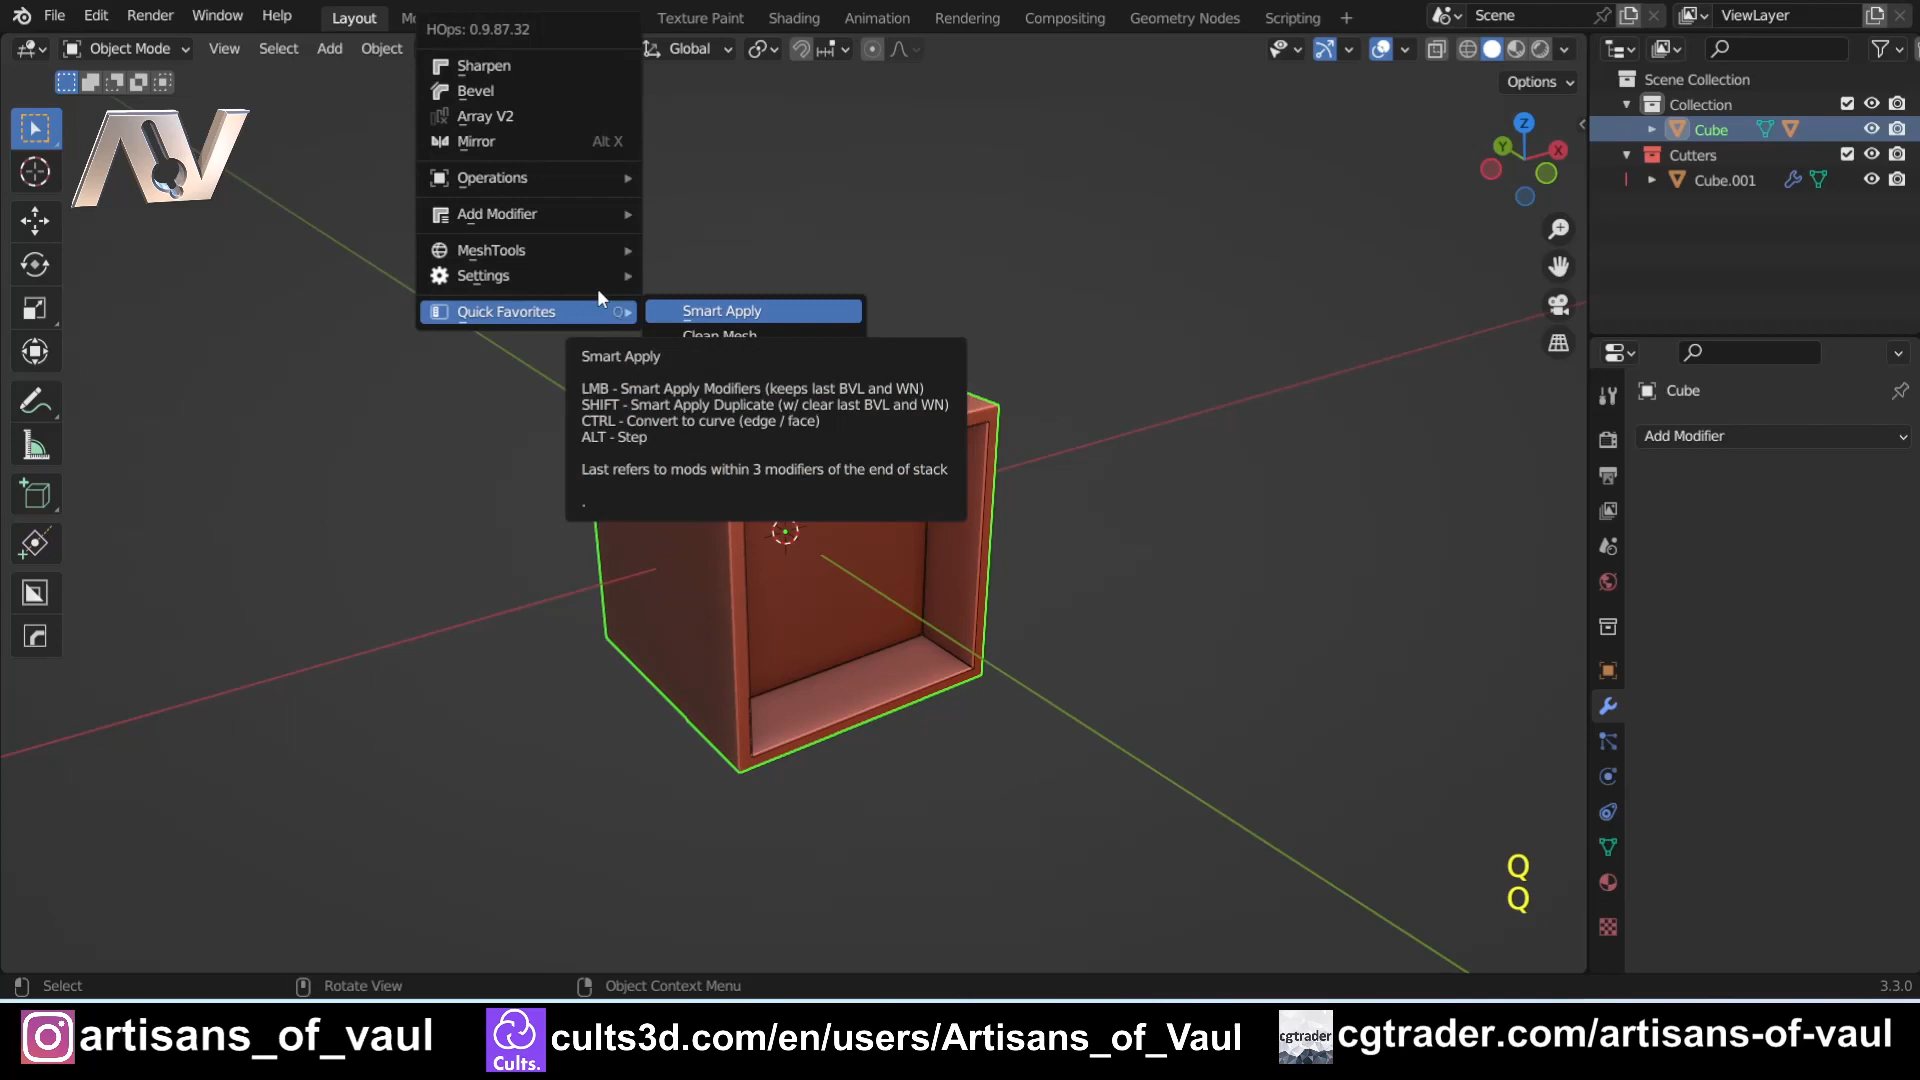 File Edit Render Window Help
Layout
Texture Paint Shading Animation Rendering Compositing Geometry Nodes Scripting +
Scene
ViewLayer
Object Mode View Select Add Object
Global
Options
HOps: 0.9.87.32
Sharpen
Bevel
Array V2
Mirror Alt X
Operations
Add Modifier
MeshTools
Settings
Quick Favorites Q
Smart Apply
Clean Mesh
Smart Apply
LMB - Smart Apply Modifiers (keeps last BVL and WN)
SHIFT - Smart Apply Duplicate (w/ clear last BVL and WN)
CTRL - Convert to curve (edge / face)
ALT - Step
Last refers to mods within 3 modifiers of the end of stack
.
AV
Z
Y
X
Scene Collection
Collection
Cube
Cutters
Cube.001
Cube
Add Modifier
Q
Q
Select Rotate View Object Context Menu 3.3.0
artisans_of_vaul
Cults.
cults3d.com/en/users/Artisans_of_Vaul
cgtrader
cgtrader.com/artisans-of-vaul